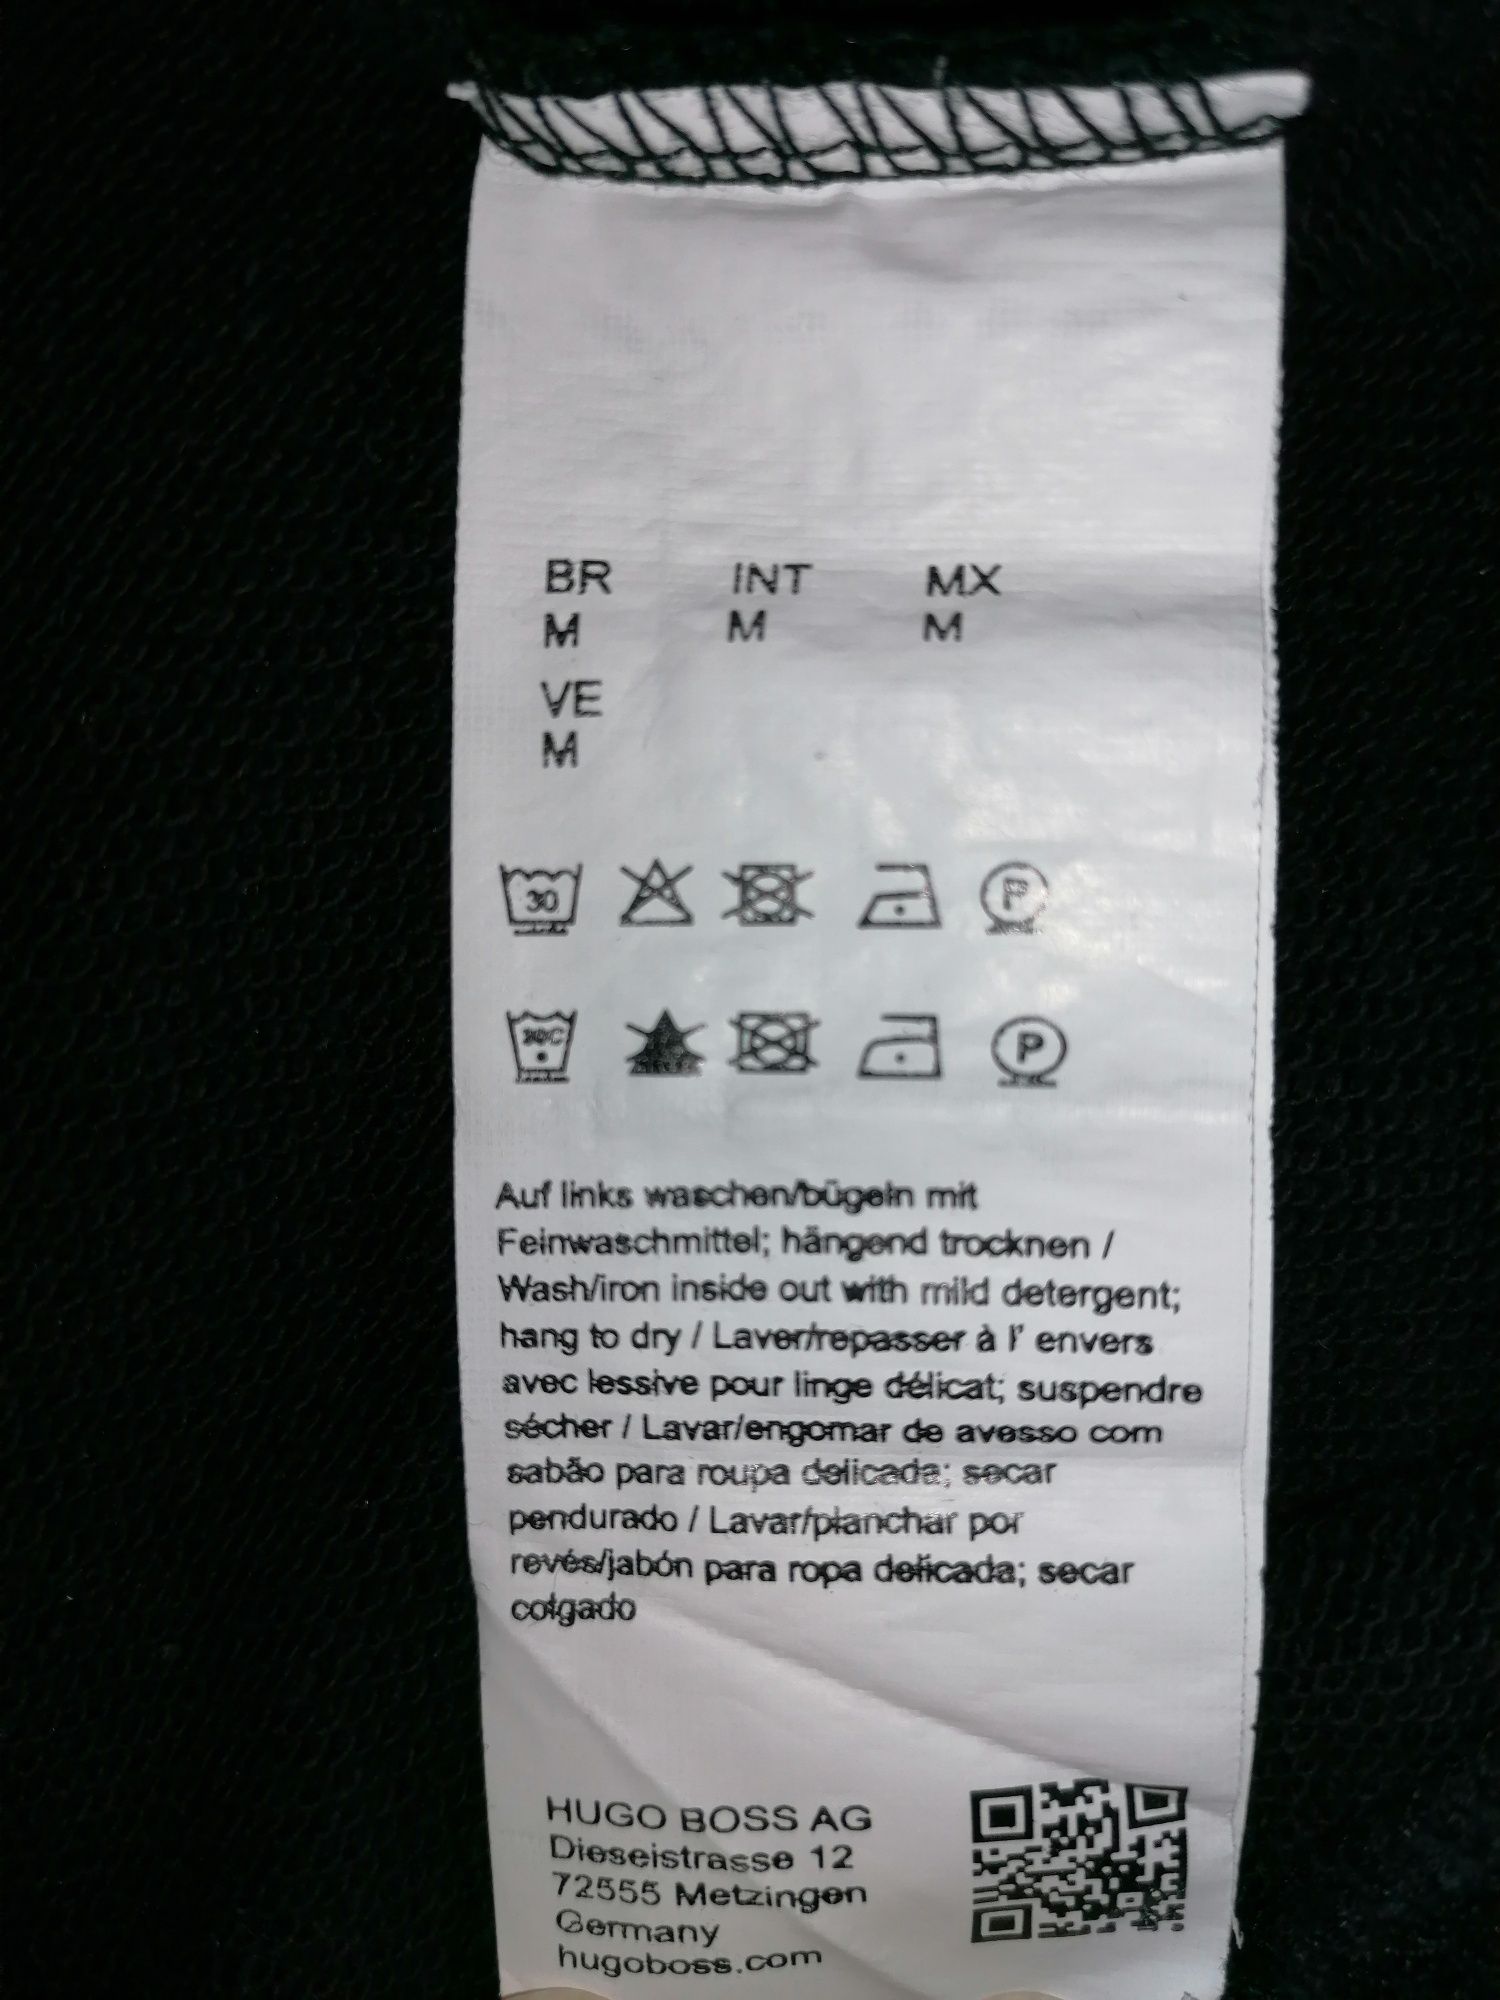 BR INT MX
M M M
VE
M
30 P
30C P
Auf links waschen/bügeln mit
Feinwaschmittel; hängend trocknen /
Wash/iron inside out with mild detergent;
hang to dry / Laver/repasser à l' envers
avec lessive pour linge délicat; suspendre
sécher / Lavar/engomar de avesso com
sabão para roupa delicada; secar
pendurado / Lavar/planchar por
revés/jabón para ropa delicada; secar
colgado
HUGO BOSS AG
Dieselstrasse 12
72555 Metzingen
Germany
hugoboss.com